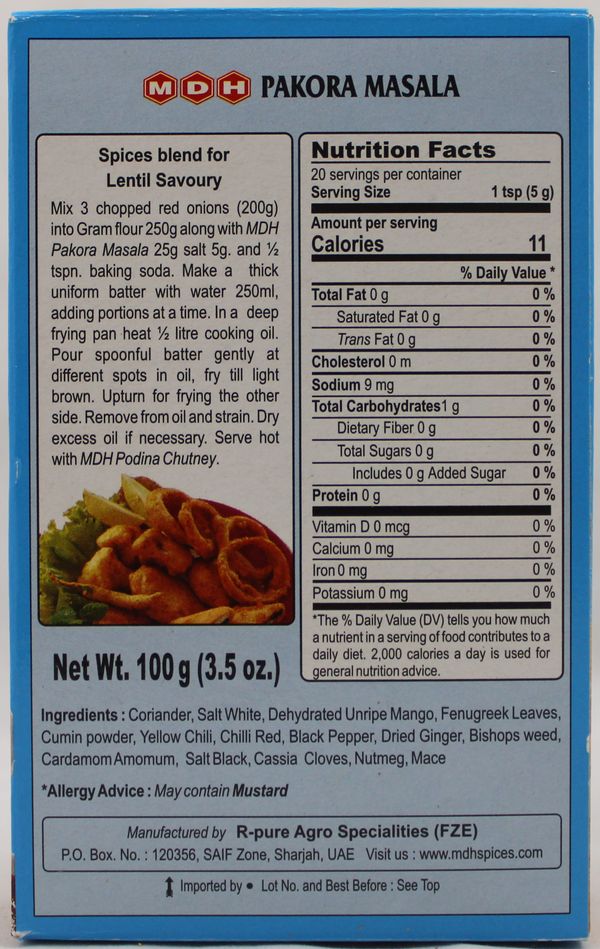 MDH PAKORA MASALA
Spices blend for
Lentil Savoury
Mix 3 chopped red onions (200g)
into Gram flour 250g along with MDH
Pakora Masala 25g salt 5g. and ½
tspn. baking soda. Make a thick
uniform batter with water 250ml,
adding portions at a time. In a deep
frying pan heat ½ litre cooking oil.
Pour spoonful batter gently at
different spots in oil, fry till light
brown. Upturn for frying the other
side. Remove from oil and strain. Dry
excess oil if necessary. Serve hot
with MDH Podina Chutney.
Net Wt. 100 g (3.5 oz.)
Nutrition Facts
20 servings per container
Serving Size 1 tsp (5 g)
Amount per serving
Calories 11
% Daily Value *
Total Fat 0 g 0 %
Saturated Fat 0 g 0 %
Trans Fat 0 g 0 %
Cholesterol 0 m 0 %
Sodium 9 mg 0 %
Total Carbohydrates1 g 0 %
Dietary Fiber 0 g 0 %
Total Sugars 0 g 0 %
Includes 0 g Added Sugar 0 %
Protein 0 g 0 %
Vitamin D 0 mcg 0 %
Calcium 0 mg 0 %
Iron 0 mg 0 %
Potassium 0 mg 0 %
*The % Daily Value (DV) tells you how much
a nutrient in a serving of food contributes to a
daily diet. 2,000 calories a day is used for
general nutrition advice.
Ingredients : Coriander, Salt White, Dehydrated Unripe Mango, Fenugreek Leaves,
Cumin powder, Yellow Chili, Chilli Red, Black Pepper, Dried Ginger, Bishops weed,
Cardamom Amomum, Salt Black, Cassia Cloves, Nutmeg, Mace
*Allergy Advice : May contain Mustard
Manufactured by R-pure Agro Specialities (FZE)
P.O. Box. No. : 120356, SAIF Zone, Sharjah, UAE Visit us : www.mdhspices.com
Imported by • Lot No. and Best Before : See Top